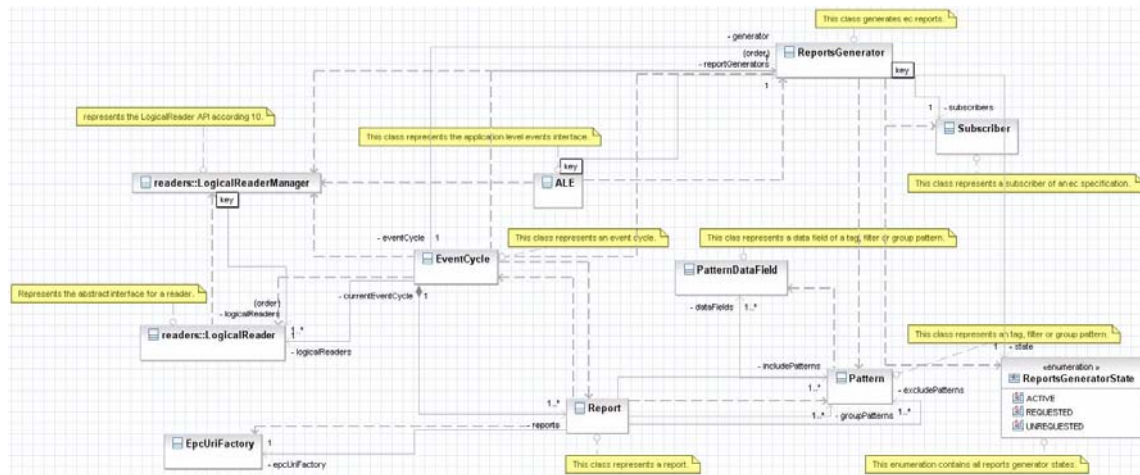 This class generates ec reports.
- generator
ReportsGenerator
(order)
- reportGenerators
key
1
1
- subscribers
represents the LogicalReader API according 10.
This class represents the application-level events interface.
Subscriber
key
readers::LogicalReaderManager
ALE
key
This class represents a subscriber of an ec specification.
- eventCycle
1
This class represents an event cycle.
This class represents a data field of a tag, filter or group pattern.
EventCycle
PatternDataField
Represents the abstract interface for a reader.
- currentEventCycle
1
(order)
- logicalReaders
- dataFields
1..*
readers::LogicalReader
1..*
This class represents an tag, filter or group pattern.
- logicalReaders
1
- state
- includePatterns
«enumeration »
ReportsGeneratorState
1..*
Pattern
- excludePatterns
ACTIVE
REQUESTED
UNREQUESTED
1..*
Report
1..*
- groupPatterns
1..*
- reports
EpcUriFactory
1
- epcUriFactory
This class represents a report.
This enumeration contains all reports generator states.